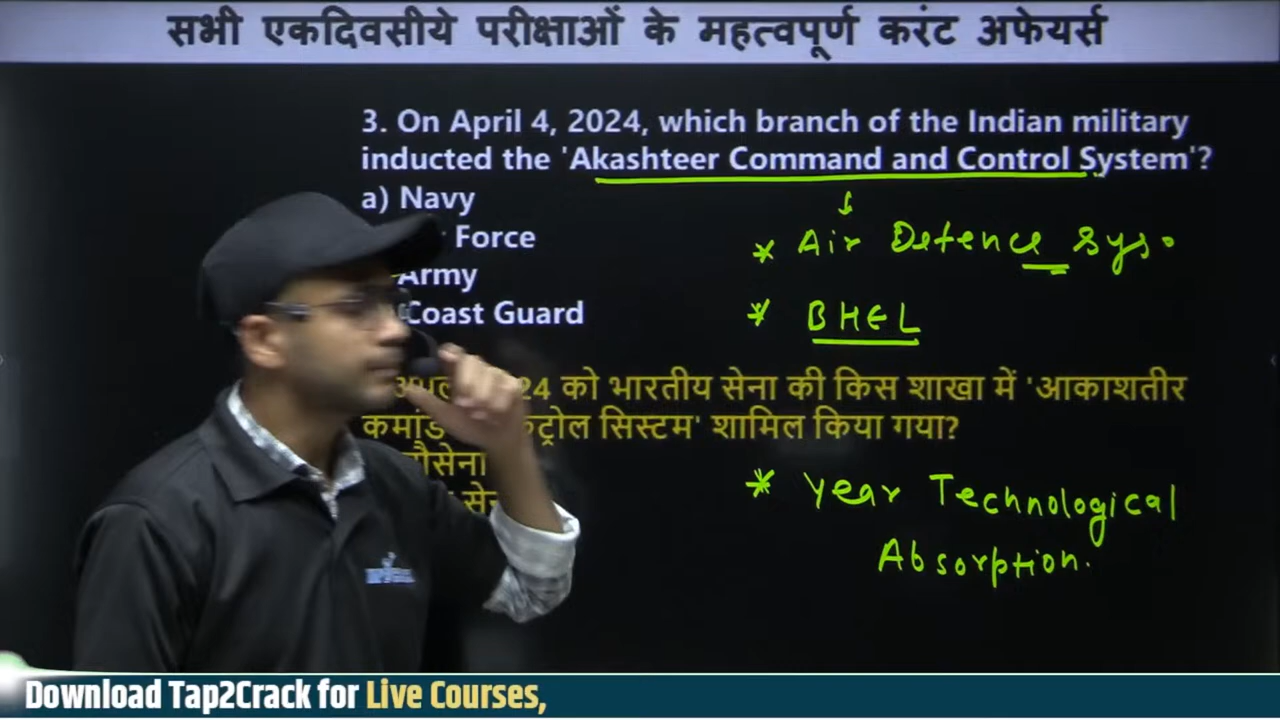 सभी एकदिवसीये परीक्षाओं के महत्वपूर्ण करंट अफेयर्स
3. On April 4, 2024, which branch of the Indian military
inducted the 'Akashteer Command and Control System'?
a) Navy
Force
Army
Coast Guard
* Air Defence Sys.
* BHEL
24 को भारतीय सेना की किस शाखा में 'आकाशतीर
कमांड कंट्रोल सिस्टम' शामिल किया गया?
नौसेना
* Year Technological
Absorption.
Download Tap2Crack for Live Courses,